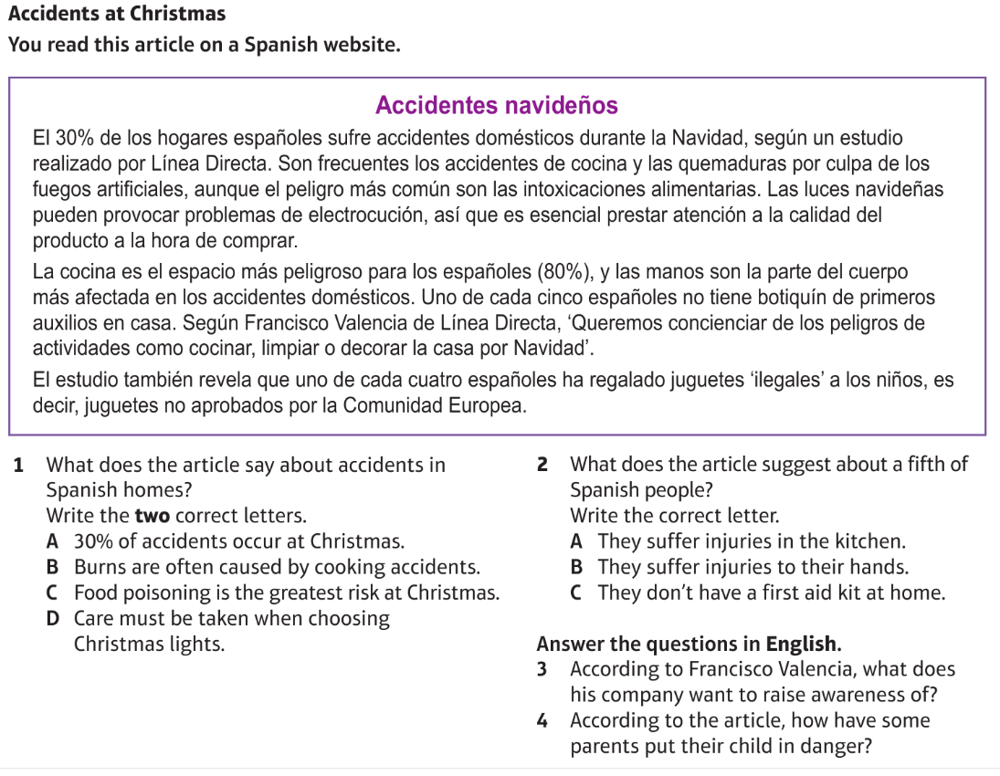 Accidents at Christmas
You read this article on a Spanish website.
Accidentes navideños
El 30% de los hogares españoles sufre accidentes domésticos durante la Navidad, según un estudio
realizado por Línea Directa. Son frecuentes los accidentes de cocina y las quemaduras por culpa de los
fuegos artificiales, aunque el peligro más común son las intoxicaciones alimentarias. Las luces navideñas
pueden provocar problemas de electrocución, así que es esencial prestar atención a la calidad del
producto a la hora de comprar.
La cocina es el espacio más peligroso para los españoles (80%), y las manos son la parte del cuerpo
más afectada en los accidentes domésticos. Uno de cada cinco españoles no tiene botiquín de primeros
auxilios en casa. Según Francisco Valencia de Línea Directa, ‘Queremos concienciar de los peligros de
actividades como cocinar, limpiar o decorar la casa por Navidad’.
El estudio también revela que uno de cada cuatro españoles ha regalado juguetes ‘ilegales’ a los niños, es
decir, juguetes no aprobados por la Comunidad Europea.
1 What does the article say about accidents in
Spanish homes?
Write the two correct letters.
A 30% of accidents occur at Christmas.
B Burns are often caused by cooking accidents.
C Food poisoning is the greatest risk at Christmas.
D Care must be taken when choosing
Christmas lights.
2 What does the article suggest about a fifth of
Spanish people?
Write the correct letter.
A They suffer injuries in the kitchen.
B They suffer injuries to their hands.
C They don’t have a first aid kit at home.
Answer the questions in English.
3 According to Francisco Valencia, what does
his company want to raise awareness of?
4 According to the article, how have some
parents put their child in danger?